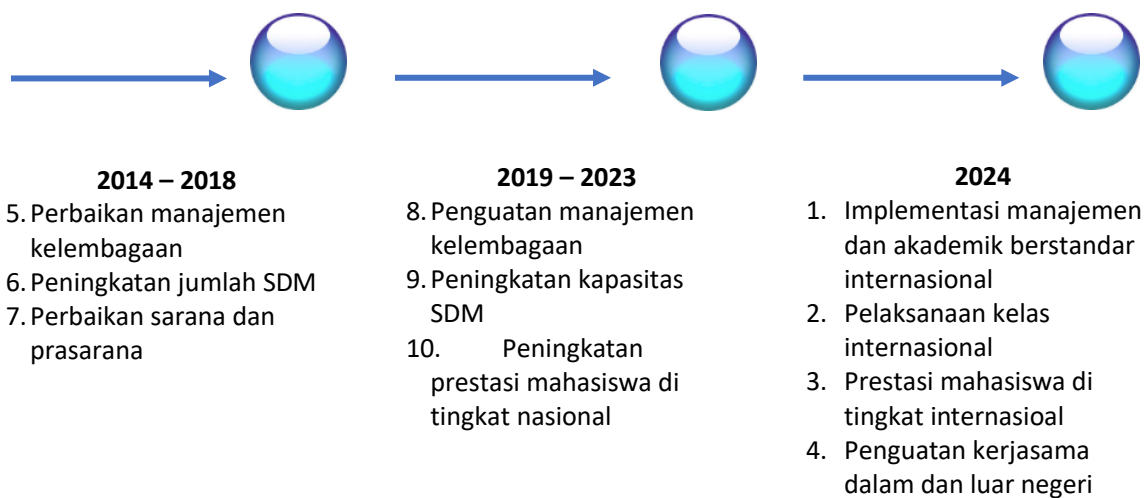 2014 – 2018
5. Perbaikan manajemen
kelembagaan
6. Peningkatan jumlah SDM
7. Perbaikan sarana dan
prasarana
2019 – 2023
8. Penguatan manajemen
kelembagaan
9. Peningkatan kapasitas
SDM
10. Peningkatan
prestasi mahasiswa di
tingkat nasional
2024
1. Implementasi manajemen
dan akademik berstandar
internasional
2. Pelaksanaan kelas
internasional
3. Prestasi mahasiswa di
tingkat internasioal
4. Penguatan kerjasama
dalam dan luar negeri